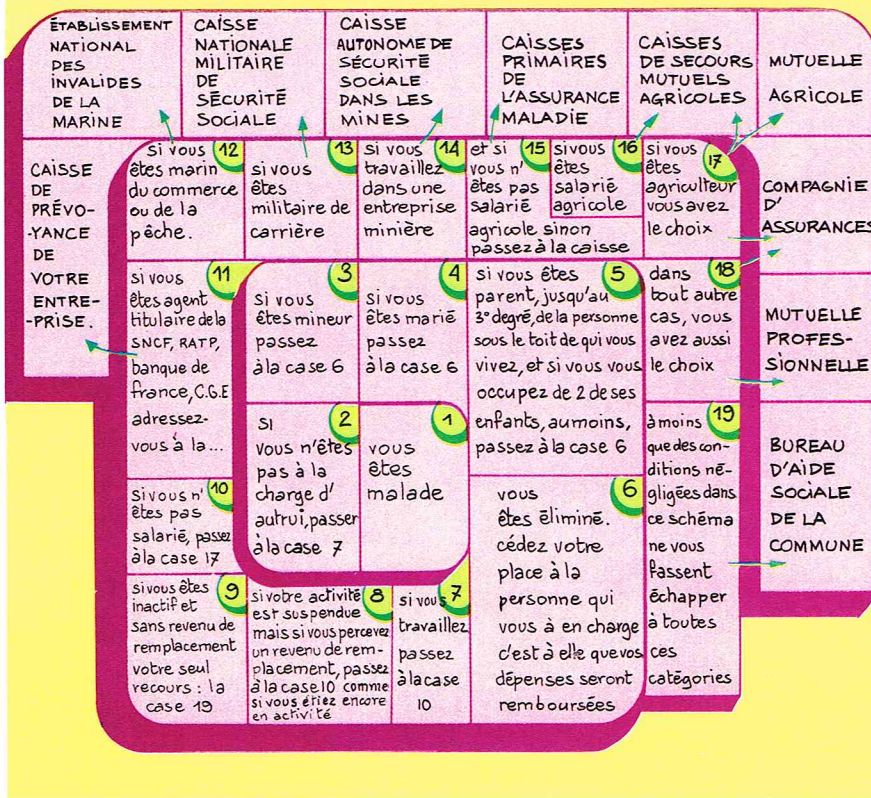 ÉTABLISSEMENT
NATIONAL
DES
INVALIDES
DE LA
MARINE
CAISSE
NATIONALE
MILITAIRE
DE
SÉCURITÉ
SOCIALE
CAISSE
AUTONOME DE
SÉCURITÉ
SOCIALE
DANS LES
MINES
CAISSES
PRIMAIRES
DE
L'ASSURANCE
MALADIE
CAISSES
DE SECOURS
MUTUELS
AGRICOLES
MUTUELLE
AGRICOLE
CAISSE
DE
PRÉVO-
-YANCE
DE
VOTRE
ENTRE-
-PRISE.
si vous 12
êtes marin
du commerce
ou de la
pêche.
13
si vous
êtes
militaire de
carrière
si vous 14
travaillez
dans une
entreprise
minière
et si 15
vous n'
êtes pas
salarié
agricole sinon
passez à la caisse
si vous 16
êtes
salarié
agricole
si vous 17
êtes
agriculteur
vous avez
le choix
COMPAGNIE
D'
ASSURANCES
11
si vous
êtes agent
titulaire de la
SNCF, RATP,
banque de
france, C.G.E
adressez-
vous à la...
3
si vous
êtes mineur
passez
à la case 6
4
si vous
êtes marié
passez
à la case 6
si vous êtes 5
parent, jusqu'au
3° degré, de la personne
sous le toit de qui vous
vivez, et si vous vous
occupez de 2 de ses
enfants, au moins,
passez à la case 6
dans 18
tout autre
cas, vous
avez aussi
le choix
MUTUELLE
PROFES-
SIONNELLE
si 2
vous n'êtes
pas à la
charge d'
autrui, passer
à la case 7
1
vous
êtes
malade
à moins 19
que des con-
ditions né-
gligées dans
ce schéma
ne vous
fassent
échapper
à toutes
ces
catégories
BUREAU
D'AIDE
SOCIALE
DE LA
COMMUNE
10
si vous n'
êtes pas
salarié, passez
à la case 17
vous 6
êtes éliminé.
cédez votre
place à la
personne qui
vous à en charge
c'est à elle que vos
dépenses seront
remboursées
si vous êtes 9
inactif et
sans revenu de
remplacement
votre seul
recours : la
case 19
si votre activité 8
est suspendue
mais si vous percevez
un revenu de rem-
placement, passez
à la case 10 comme
si vous étiez encore
en activité
si vous 7
travaillez
passez
à la case
10